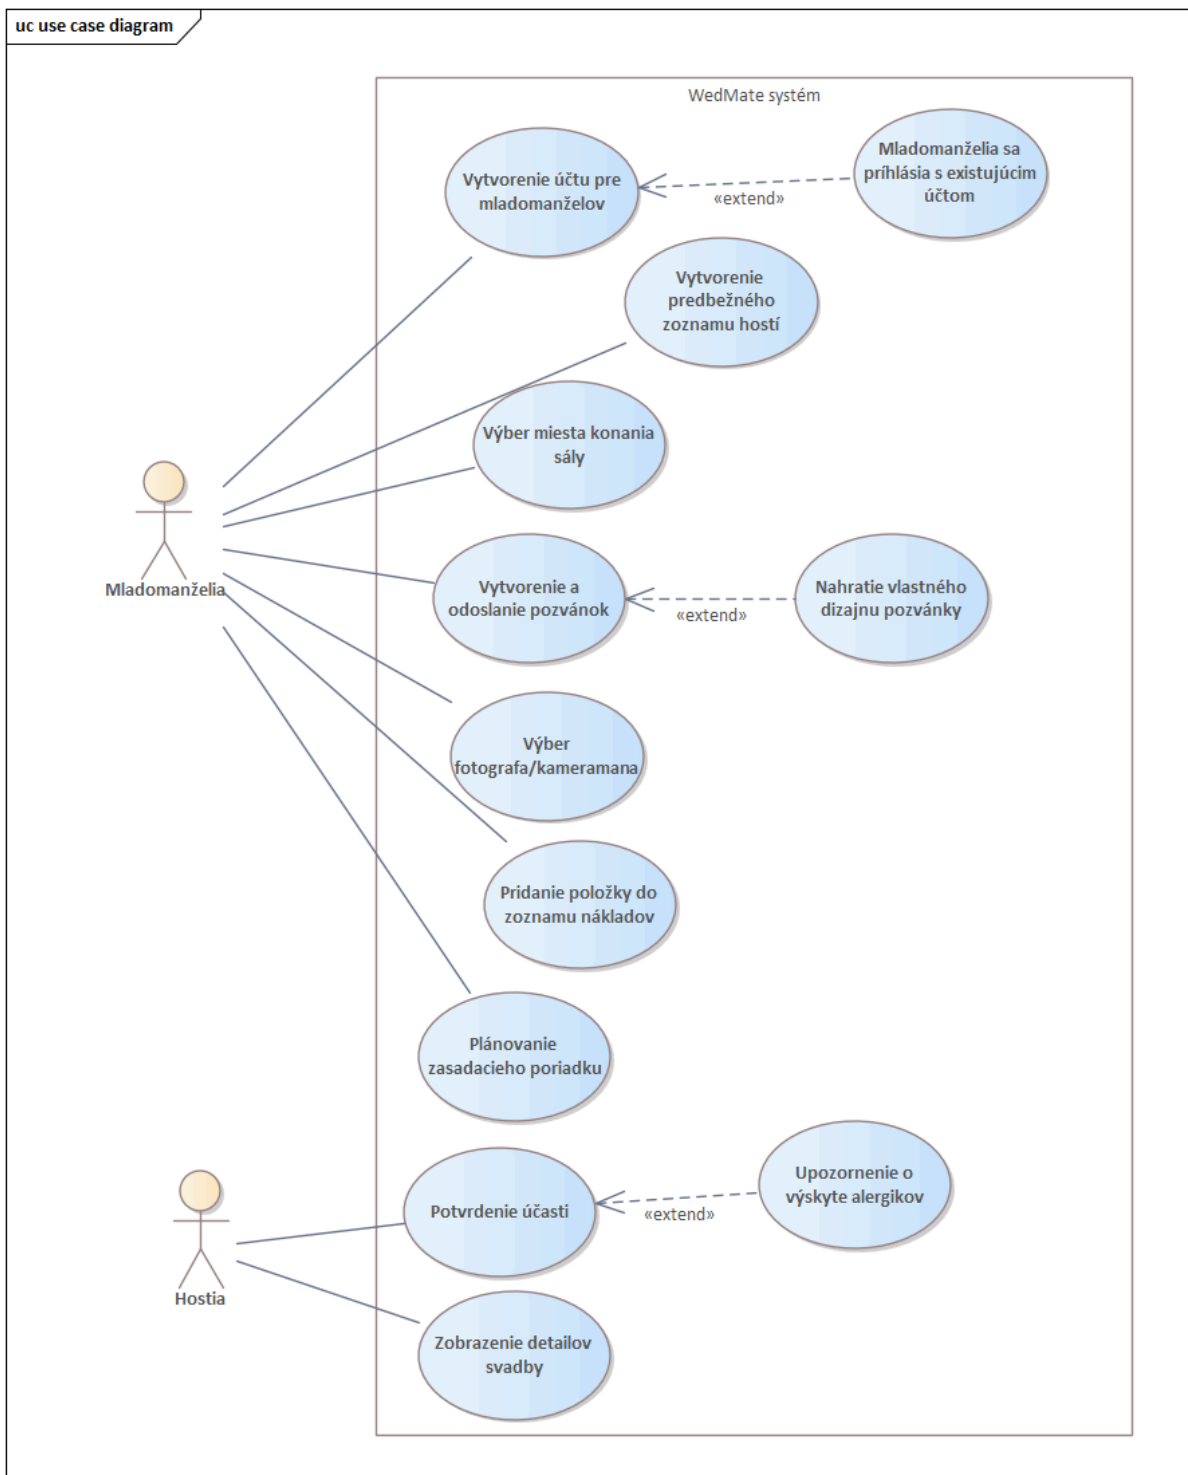 uc use case diagram
WedMate systém
Vytvorenie účtu pre
mladomanželov
«extend»
Mladomanželia sa
príhlásia s existujúcim
účtom
Vytvorenie
predbežného
zoznamu hostí
Výber miesta konania
sály
Mladomanželia
Vytvorenie a
odoslanie pozvánok
«extend»
Nahratie vlastného
dizajnu pozvánky
Výber
fotografa/kameramana
Pridanie položky do
zoznamu nákladov
Plánovanie
zasadacieho poriadku
Hostia
Potvrdenie účasti
«extend»
Upozornenie o
výskyte alergikov
Zobrazenie detailov
svadby